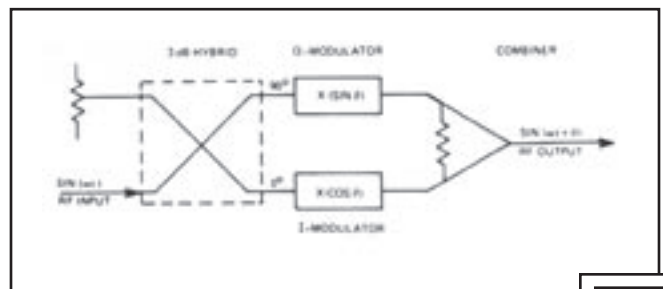 3 dB HYBRID
Q-MODULATOR
COMBINER
90°
X (SIN
SIN (ωt +
RF OUTPUT
SIN (ωt)
RF INPUT
0°
X(COS
I-MODULATOR